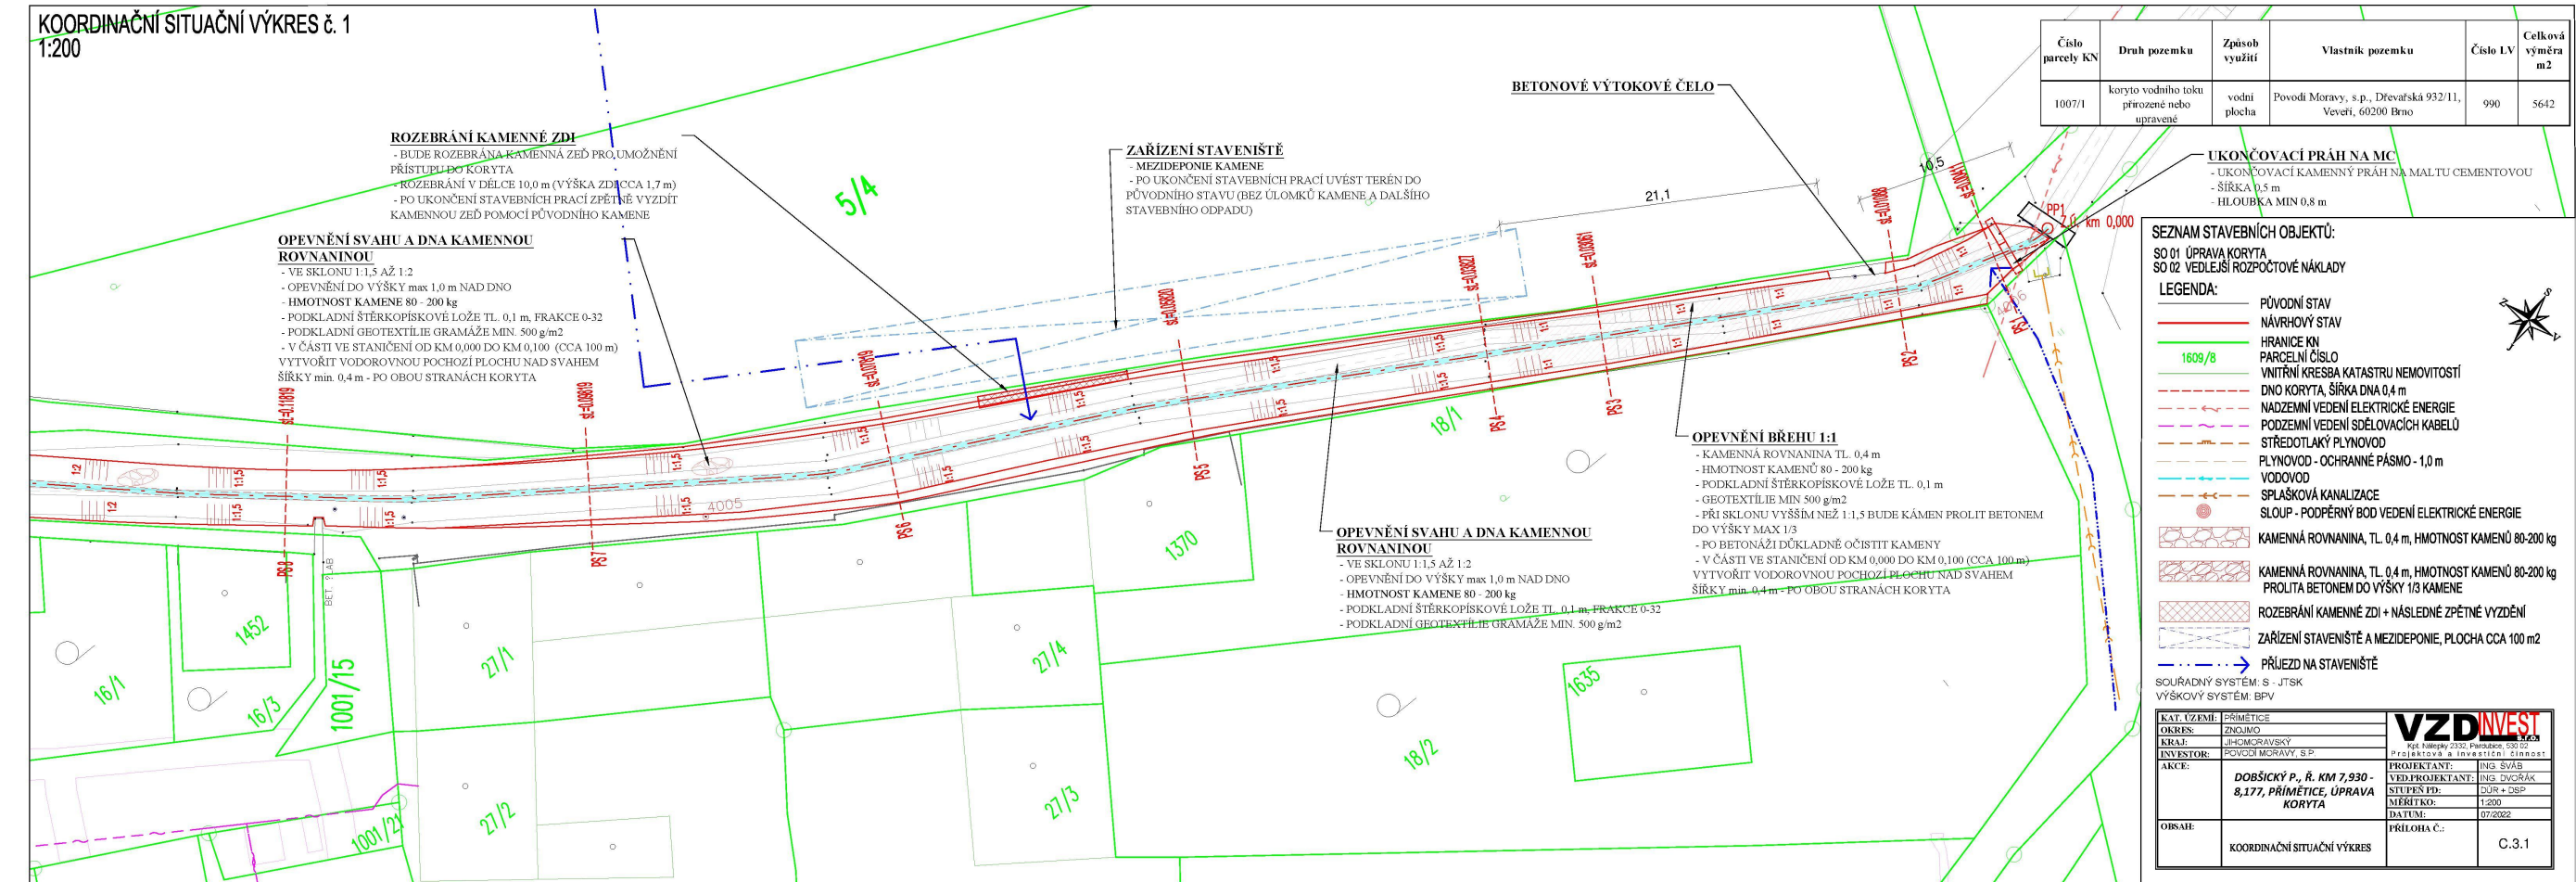 KOORDINAČNÍ SITUAČNÍ VÝKRES č. 1
1:200
ROZEBRÁNÍ KAMENNÉ ZDI
- BUDE ROZEBRÁNA KAMENNÁ ZEĎ PRO UMOŽNĚNÍ
PŘÍSTUPU DO KORYTA
- ROZEBRÁNÍ V DÉLCE 10,0 m (VÝŠKA ZDI CCA 1,7 m)
- PO UKONČENÍ STAVEBNÍCH PRACÍ ZPĚTNĚ VYZDÍT
KAMENNOU ZEĎ POMOCÍ PŮVODNÍHO KAMENE
OPEVNĚNÍ SVAHU A DNA KAMENNOU
ROVNANINOU
- VE SKLONU 1:1,5 AŽ 1:2
- OPEVNĚNÍ DO VÝŠKY max 1,0 m NAD DNO
- HMOTNOST KAMENE 80 - 200 kg
- PODKLADNÍ ŠTĚRKOPÍSKOVÉ LOŽE TL. 0,1 m, FRAKCE 0-32
- PODKLADNÍ GEOTEXTÍLIE GRAMÁŽE MIN. 500 g/m2
- V ČÁSTI VE STANIČENÍ OD KM 0,000 DO KM 0,100 (CCA 100 m)
VYTVOŘIT VODOROVNOU POCHOZÍ PLOCHU NAD SVAHEM
ŠÍŘKY min. 0,4 m - PO OBOU STRANÁCH KORYTA
ZAŘÍZENÍ STAVENIŠTĚ
- MEZIDEPONIE KAMENE
- PO UKONČENÍ STAVEBNÍCH PRACÍ UVÉST TERÉN DO
PŮVODNÍHO STAVU (BEZ ÚLOMKŮ KAMENE A DALŠÍHO
STAVEBNÍHO ODPADU)
BETONOVÉ VÝTOKOVÉ ČELO
UKONČOVACÍ PRÁH NA MC
- UKONČOVACÍ KAMENNÝ PRÁH NA MALTU CEMENTOVOU
- ŠÍŘKA 0,5 m
- HLOUBKA MIN 0,8 m
OPEVNĚNÍ BŘEHU 1:1
- KAMENNÁ ROVNANINA TL. 0,4 m
- HMOTNOST KAMENŮ 80 - 200 kg
- PODKLADNÍ ŠTĚRKOPÍSKOVÉ LOŽE TL. 0,1 m
- GEOTEXTÍLIE MIN 500 g/m2
- PŘI SKLONU VYŠŠÍM NEŽ 1:1,5 BUDE KÁMEN PROLIT BETONEM
DO VÝŠKY MAX 1/3
- PO BETONÁŽI DŮKLADNĚ OČISTIT KAMENY
- V ČÁSTI VE STANIČENÍ OD KM 0,000 DO KM 0,100 (CCA 100 m)
VYTVOŘIT VODOROVNOU POCHOZÍ PLOCHU NAD SVAHEM
ŠÍŘKY min. 0,4 m - PO OBOU STRANÁCH KORYTA
OPEVNĚNÍ SVAHU A DNA KAMENNOU
ROVNANINOU
- VE SKLONU 1:1,5 AŽ 1:2
- OPEVNĚNÍ DO VÝŠKY max 1,0 m NAD DNO
- HMOTNOST KAMENE 80 - 200 kg
- PODKLADNÍ ŠTĚRKOPÍSKOVÉ LOŽE TL. 0,1 m, FRAKCE 0-32
- PODKLADNÍ GEOTEXTÍLIE GRAMÁŽE MIN. 500 g/m2
5/4
21,1
10,5
PP1
Z.Ú. km 0,000
st.=0,11819
PS8
PS7
PS6
PS5
PS4
PS3
PS2
PS1
4005
BET. ŽLAB
18/1
1370
1452
16/1
16/3
1001/15
1001/21
27/1
27/2
27/4
27/3
18/2
1635
Číslo parcely KN Druh pozemku Způsob využití Vlastník pozemku Číslo LV Celková výměra m2
1007/1 koryto vodního toku přirozené nebo upravené vodní plocha Povodí Moravy, s.p., Dřevařská 932/11, Veveří, 60200 Brno 990 5642
SEZNAM STAVEBNÍCH OBJEKTŮ:
SO 01 ÚPRAVA KORYTA
SO 02 VEDLEJŠÍ ROZPOČTOVÉ NÁKLADY
LEGENDA:
PŮVODNÍ STAV
NÁVRHOVÝ STAV
HRANICE KN
1609/8 PARCELNÍ ČÍSLO
VNITŘNÍ KRESBA KATASTRU NEMOVITOSTÍ
DNO KORYTA, ŠÍŘKA DNA 0,4 m
NADZEMNÍ VEDENÍ ELEKTRICKÉ ENERGIE
PODZEMNÍ VEDENÍ SDĚLOVACÍCH KABELŮ
STŘEDOTLAKÝ PLYNOVOD
PLYNOVOD - OCHRANNÉ PÁSMO - 1,0 m
VODOVOD
SPLAŠKOVÁ KANALIZACE
SLOUP - PODPĚRNÝ BOD VEDENÍ ELEKTRICKÉ ENERGIE
KAMENNÁ ROVNANINA, TL. 0,4 m, HMOTNOST KAMENŮ 80-200 kg
KAMENNÁ ROVNANINA, TL. 0,4 m, HMOTNOST KAMENŮ 80-200 kg
PROLITA BETONEM DO VÝŠKY 1/3 KAMENE
ROZEBRÁNÍ KAMENNÉ ZDI + NÁSLEDNÉ ZPĚTNÉ VYZDĚNÍ
ZAŘÍZENÍ STAVENIŠTĚ A MEZIDEPONIE, PLOCHA CCA 100 m2
PŘÍJEZD NA STAVENIŠTĚ
SOUŘADNÝ SYSTÉM: S - JTSK
VÝŠKOVÝ SYSTÉM: BPV
KAT. ÚZEMÍ: PŘÍMĚTICE
OKRES: ZNOJMO
KRAJ: JIHOMORAVSKÝ
INVESTOR: POVODÍ MORAVY, S.P.
VZD INVEST s.r.o.
Kpt. Nálepky 2332, Pardubice, 530 02
Projektová a investiční činnost
AKCE:
DOBŠICKÝ P., Ř. KM 7,930 -
8,177, PŘÍMĚTICE, ÚPRAVA
KORYTA
PROJEKTANT: ING. ŠVÁB
VED.PROJEKTANT: ING. DVOŘÁK
STUPEŇ PD: DÚR + DSP
MĚŘÍTKO: 1:200
DATUM: 07/2022
OBSAH:
KOORDINAČNÍ SITUAČNÍ VÝKRES
PŘÍLOHA Č.:
C.3.1